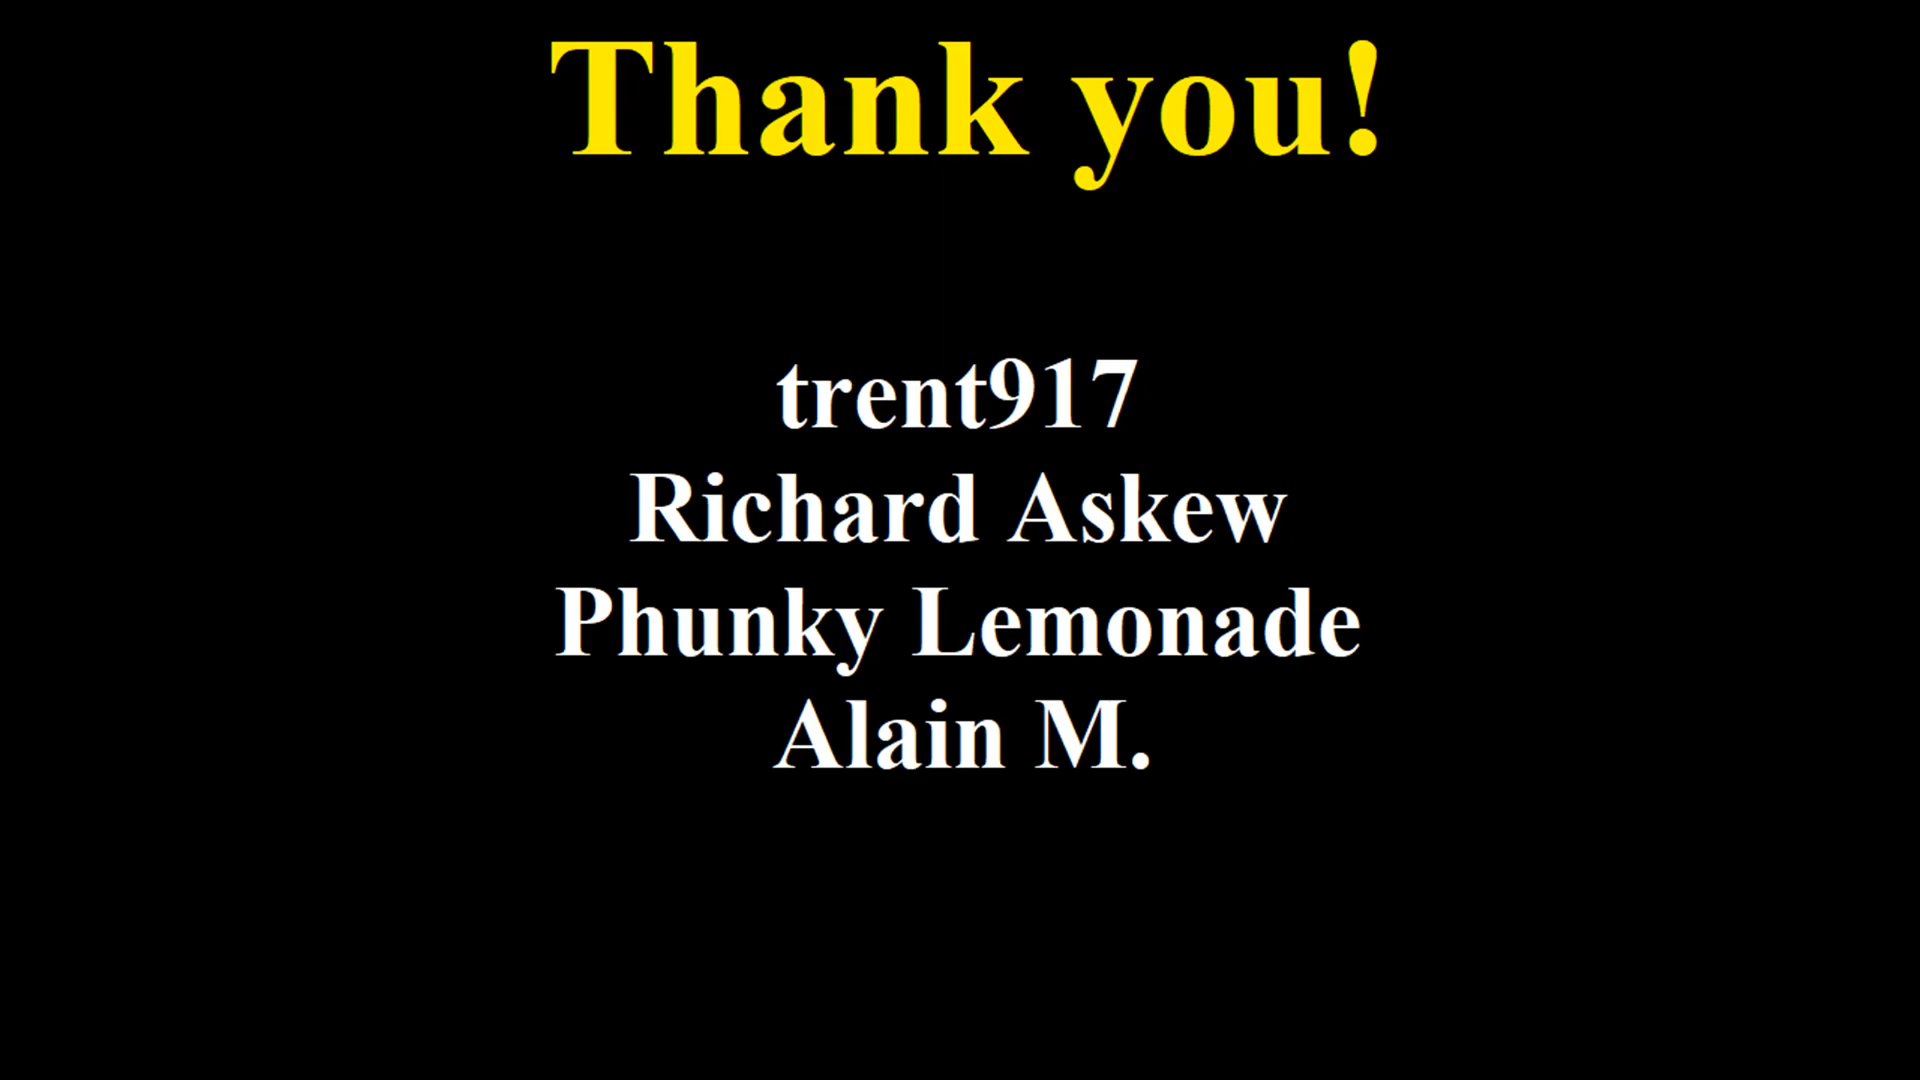 Thank you!
trent917
Richard Askew
Phunky Lemonade
Alain M.